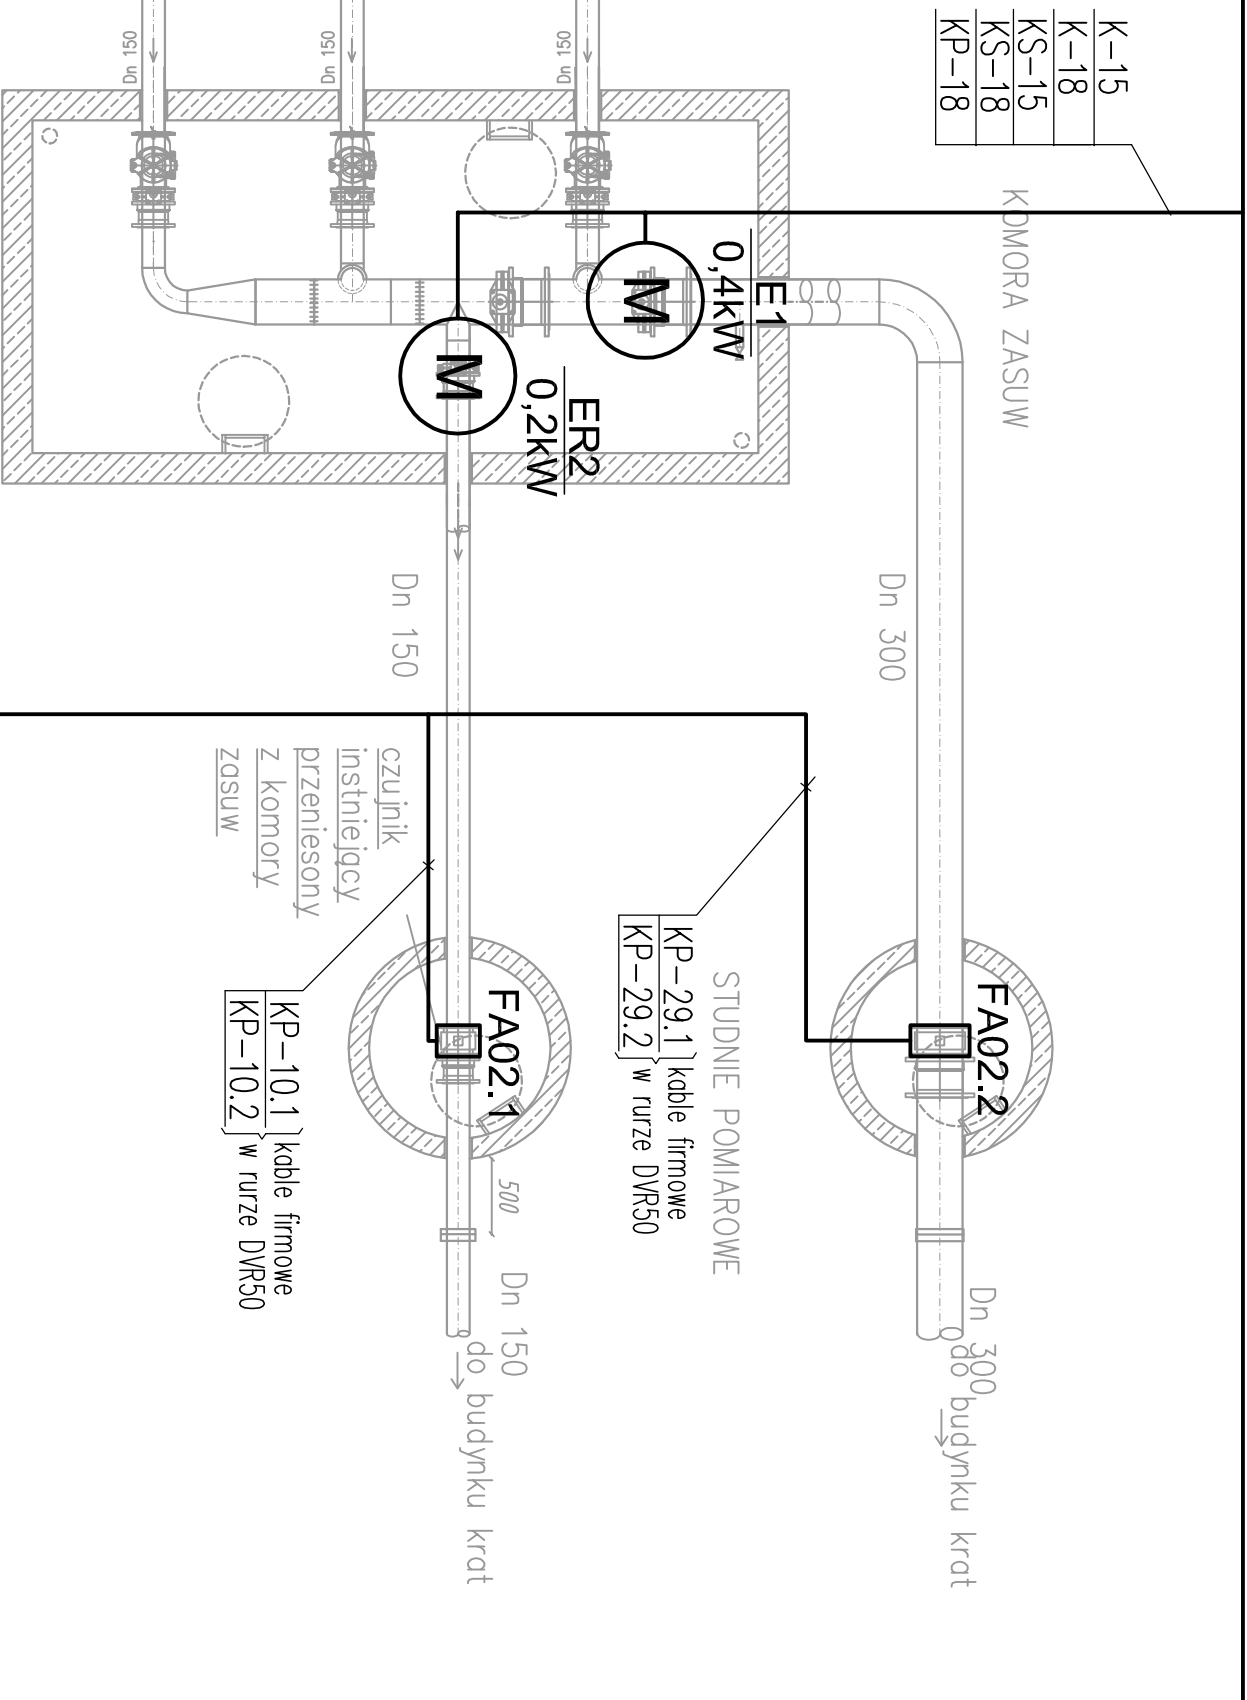 K-15
K-18
KS-15
KS-18
KP-18
KOMORA ZASUW
Dn 150
Dn 150
Dn 150
E1
0,4kW
ER2
0,2kW
M
M
Dn 300
Dn 150
czujnik
instniejący
przeniesony
z komory
zasuw
KP-29.1
KP-29.2
kable firmowe
w rurze DVR50
STUDNIE POMIAROWE
FA02.2
FA02.1
KP-10.1
KP-10.2
kable firmowe
w rurze DVR50
500
Dn 300
do budynku krat
Dn 150
do budynku krat